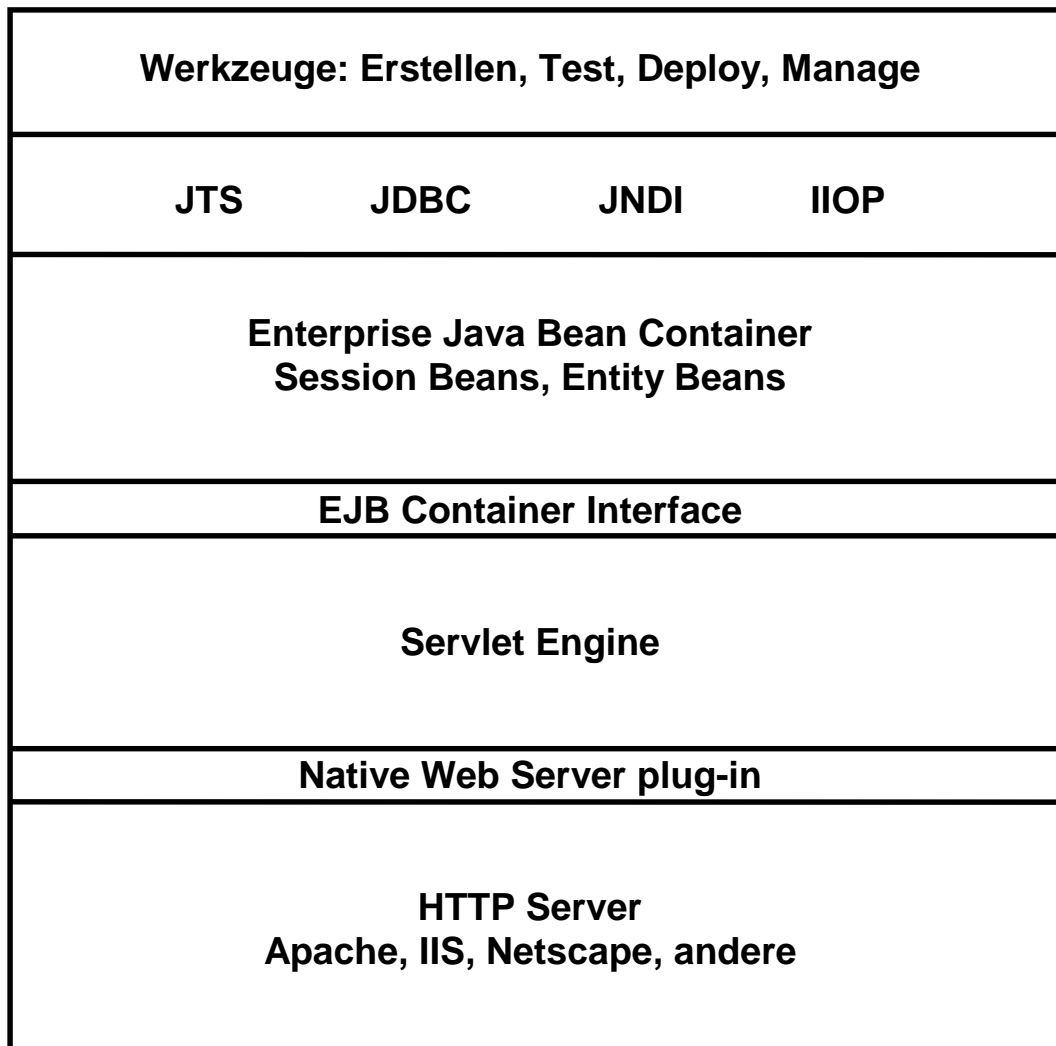 Werkzeuge: Erstellen, Test, Deploy, Manage
JTS JDBC JNDI IIOP
Enterprise Java Bean Container
Session Beans, Entity Beans
EJB Container Interface
Servlet Engine
Native Web Server plug-in
HTTP Server
Apache, IIS, Netscape, andere